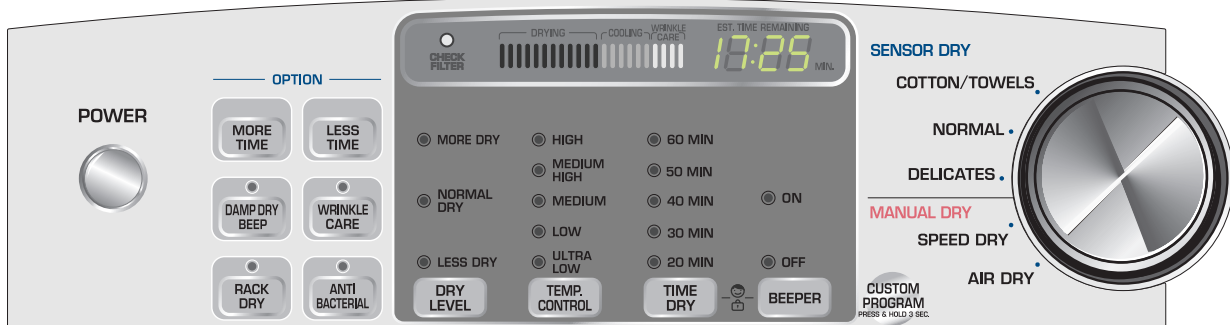 POWER
OPTION
MORE
TIME
LESS
TIME
DAMP DRY
BEEP
WRINKLE
CARE
RACK
DRY
ANTI
BACTERIAL
CHECK
FILTER
DRYING
COOLING
WRINKLE
CARE
EST. TIME REMAINING
17:25
MIN.
MORE DRY
NORMAL
DRY
LESS DRY
DRY
LEVEL
HIGH
MEDIUM
HIGH
MEDIUM
LOW
ULTRA
LOW
TEMP.
CONTROL
60 MIN
50 MIN
40 MIN
30 MIN
20 MIN
TIME
DRY
ON
OFF
BEEPER
SENSOR DRY
COTTON/TOWELS
NORMAL
DELICATES
MANUAL DRY
SPEED DRY
AIR DRY
CUSTOM
PROGRAM
PRESS & HOLD 3 SEC.